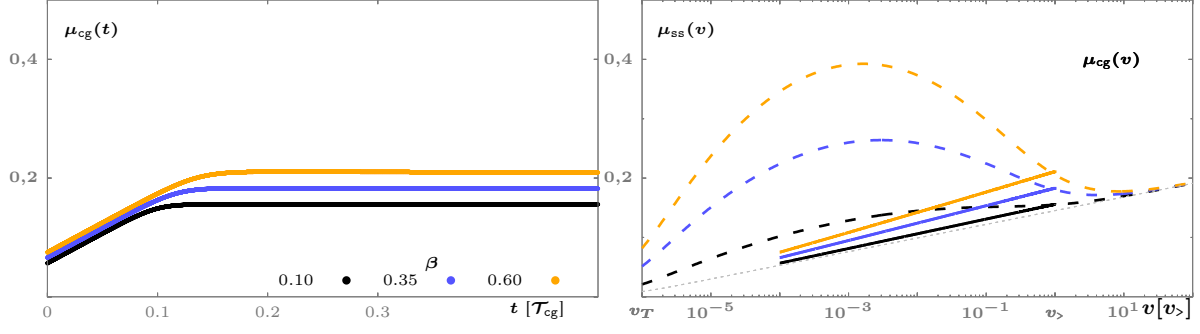 μcg(t)
0,4
0,2
β
0.10 0.35 0.60
0 0.1 0.2 0.3 t [𝒯cg]
μss(v)
μcg(v)
0,4
0,2
v_T 10⁻⁵ 10⁻³ 10⁻¹ v> 10¹ v[v>]